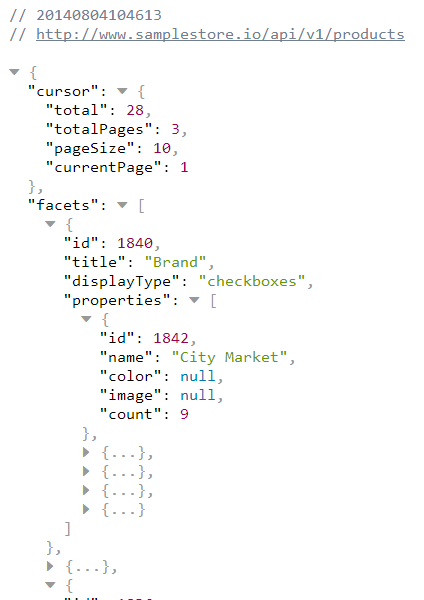 // 20140804104613
// http://www.samplestore.io/api/v1/products
{
"cursor": {
"total": 28,
"totalPages": 3,
"pageSize": 10,
"currentPage": 1
},
"facets": [
{
"id": 1840,
"title": "Brand",
"displayType": "checkboxes",
"properties": [
{
"id": 1842,
"name": "City Market",
"color": null,
"image": null,
"count": 9
},
{...},
{...},
{...},
{...}
]
},
{...},
{